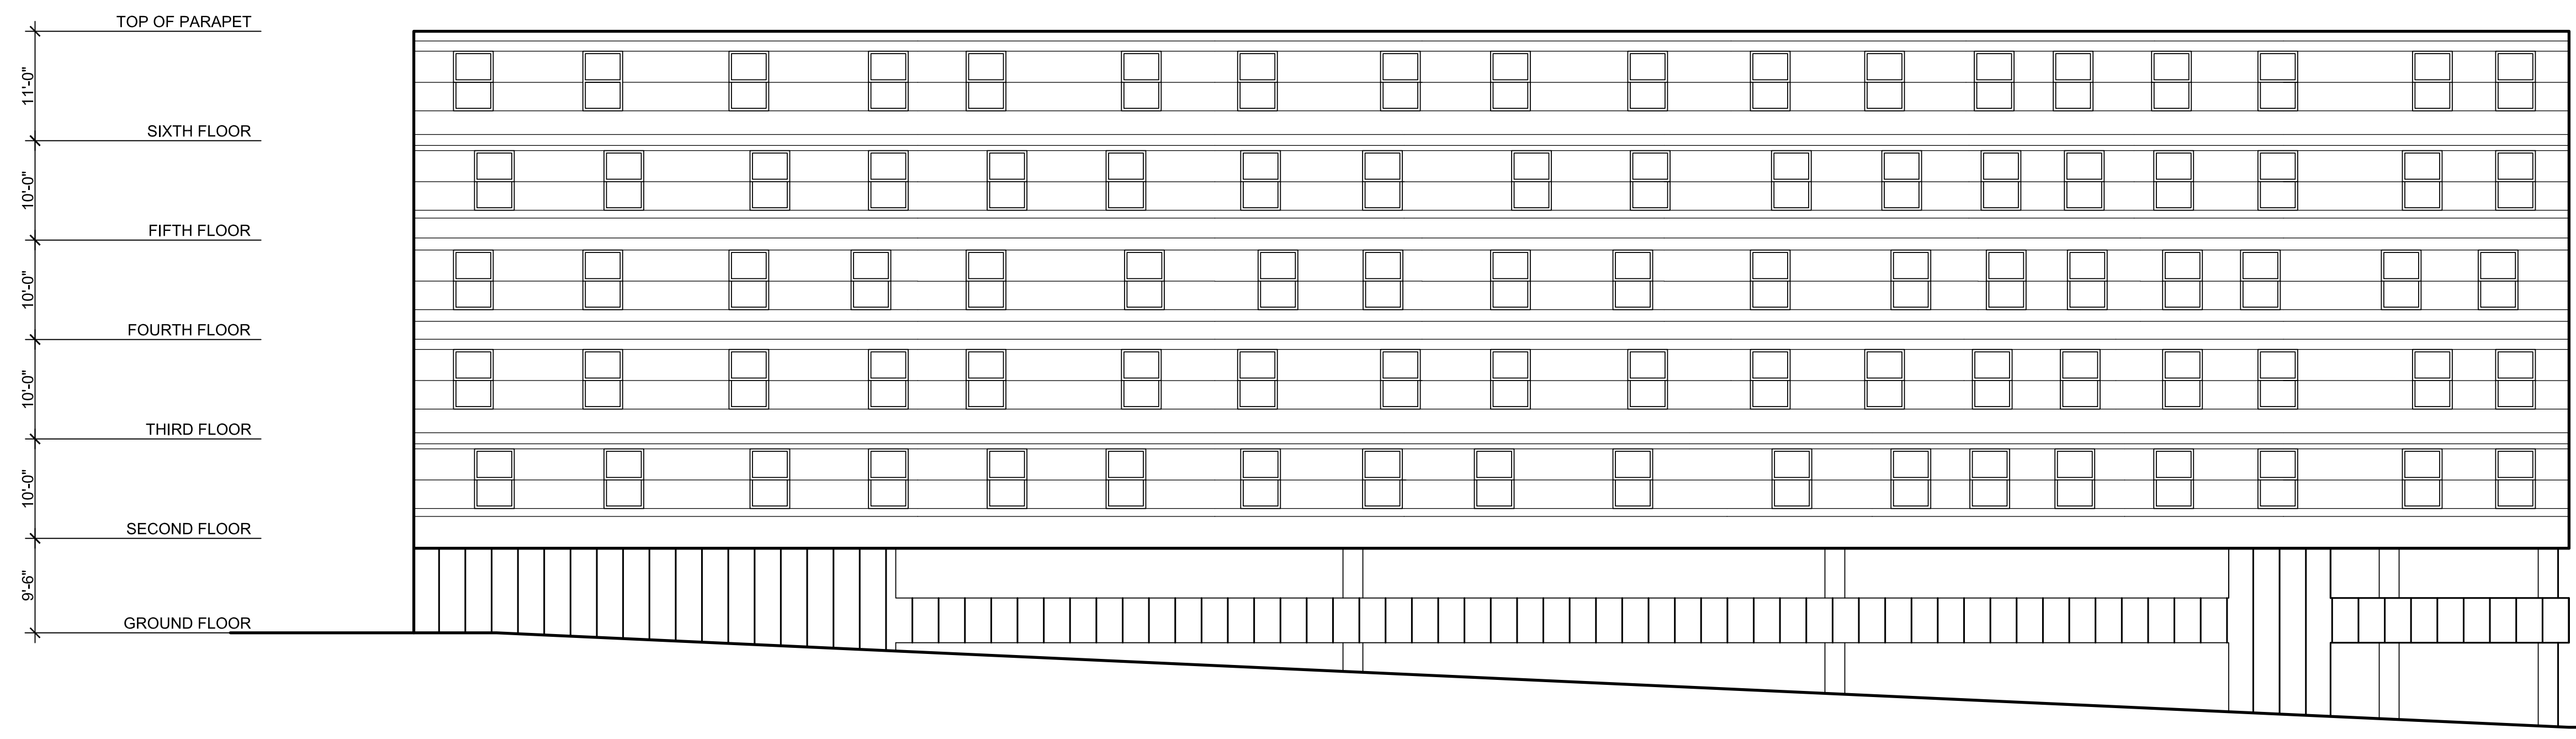 TOP OF PARAPET
11'-0"
SIXTH FLOOR
10'-0"
FIFTH FLOOR
10'-0"
FOURTH FLOOR
10'-0"
THIRD FLOOR
10'-0"
SECOND FLOOR
9'-6"
GROUND FLOOR